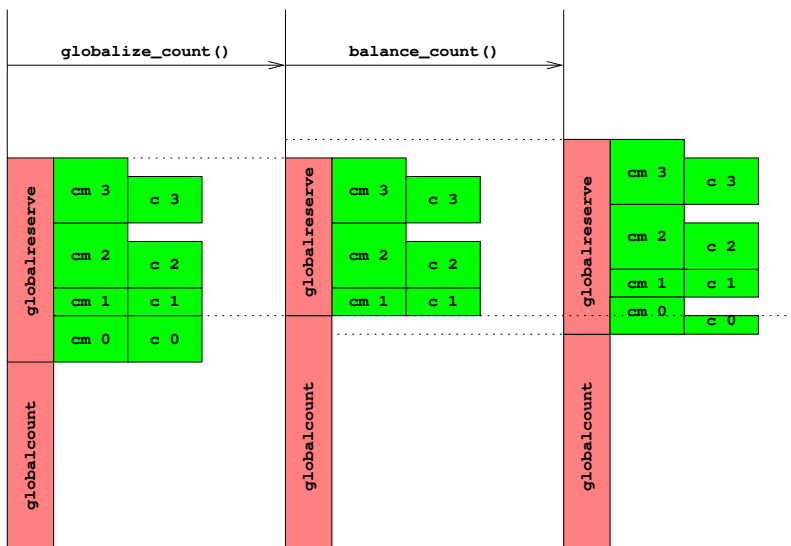 globalize_count()
balance_count()
globalreserve
cm 3
c 3
cm 2
c 2
cm 1
c 1
cm 0
c 0
globalcount
globalreserve
cm 3
c 3
cm 2
c 2
cm 1
c 1
globalcount
globalreserve
cm 3
c 3
cm 2
c 2
cm 1
c 1
cm 0
c 0
globalcount